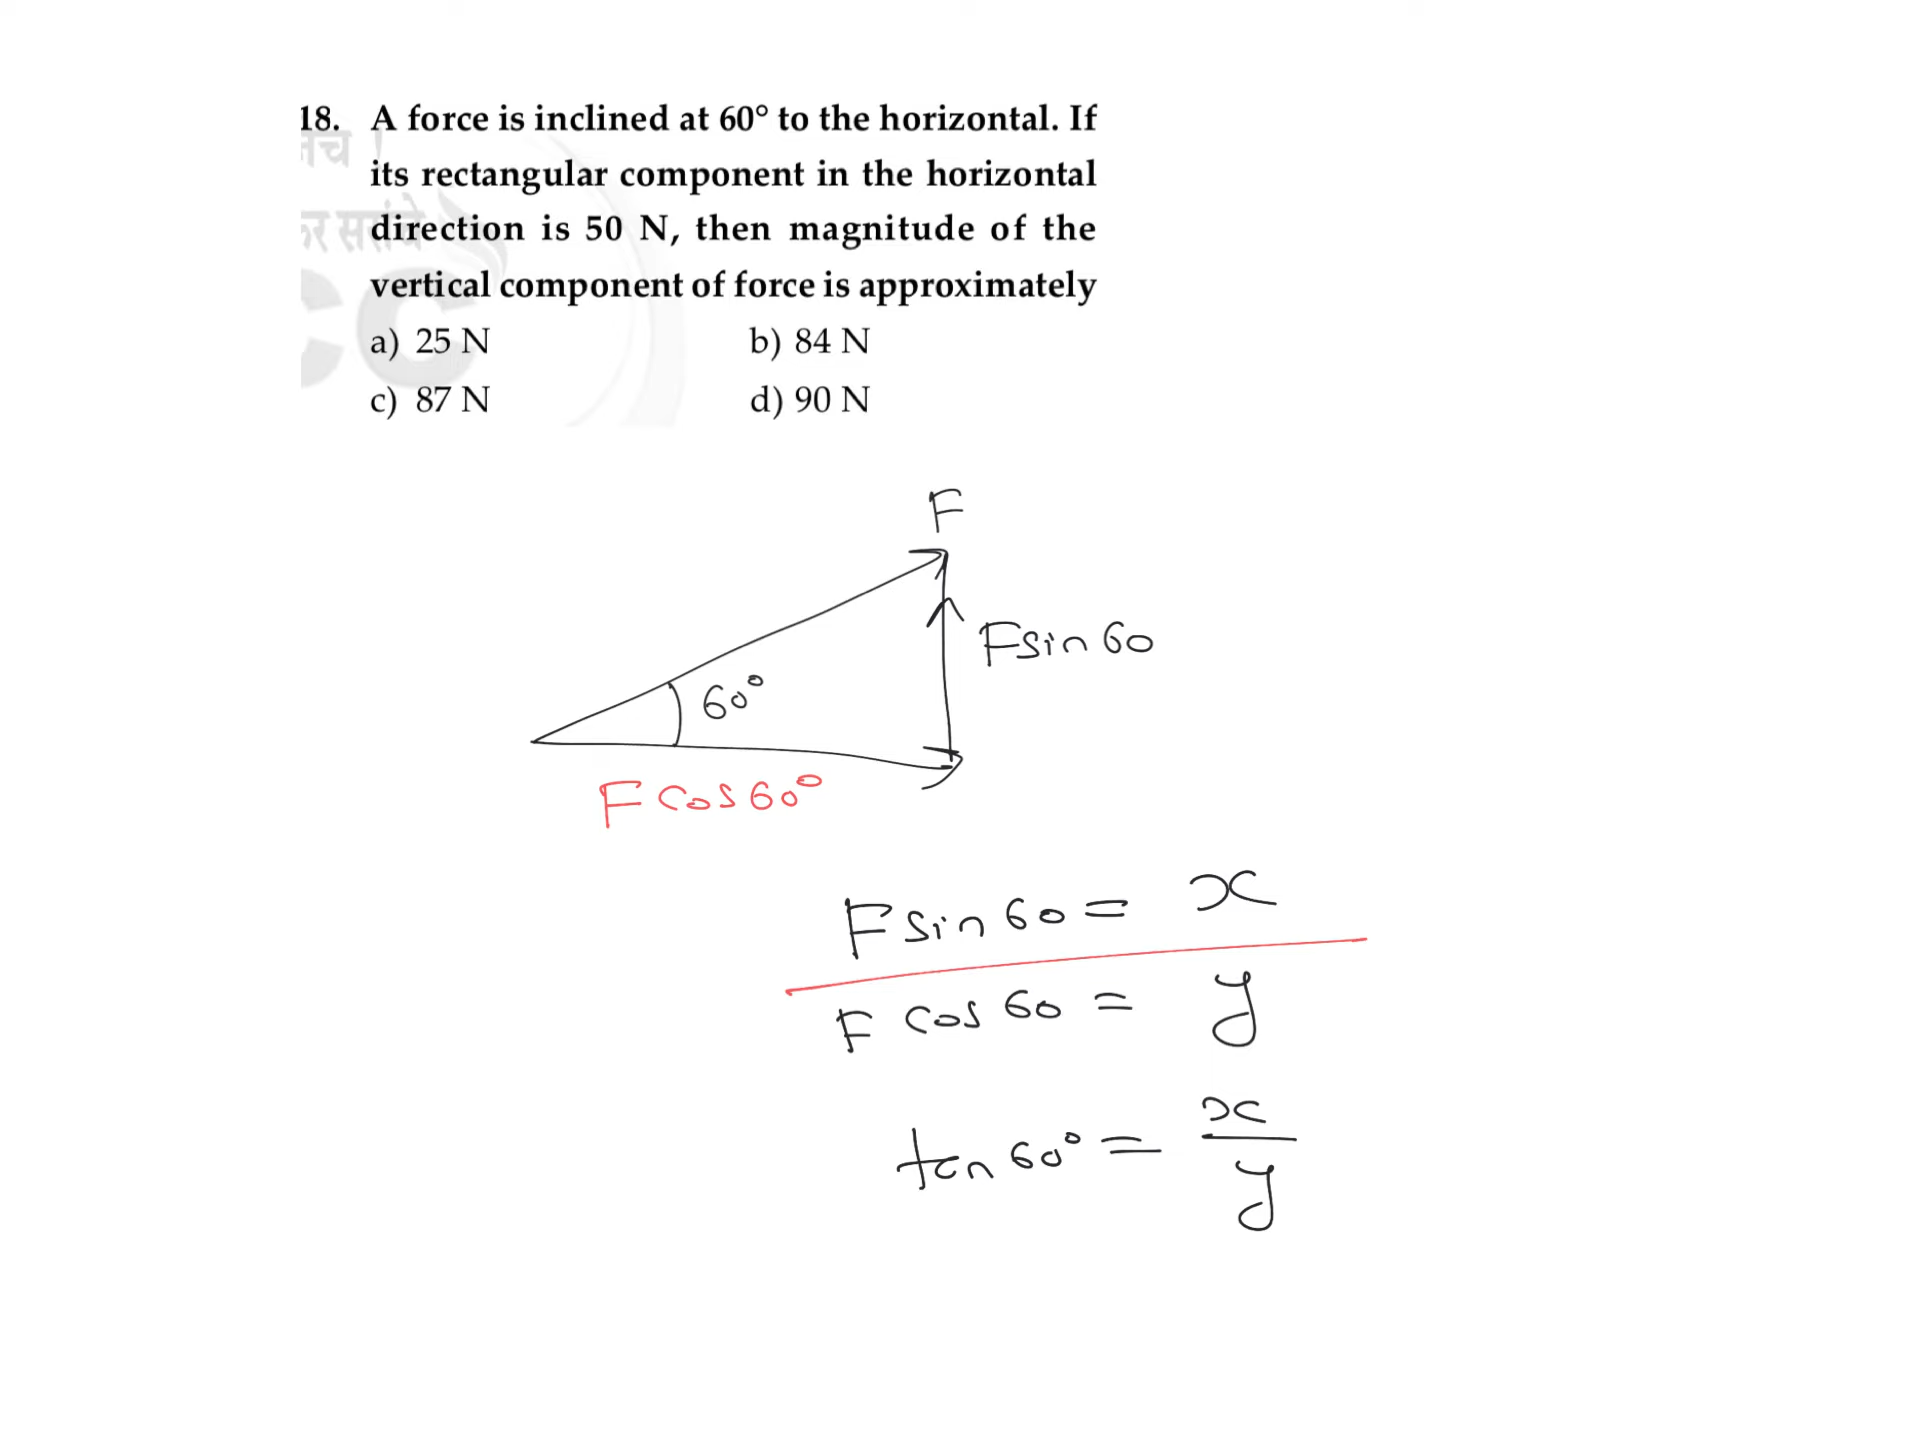 18. A force is inclined at 60° to the horizontal. If
its rectangular component in the horizontal
direction is 50 N, then magnitude of the
vertical component of force is approximately
a) 25 N b) 84 N
c) 87 N d) 90 N
F
F sin 60
60°
F cos 60°
F sin 60 = x
F cos 60 = y
tan 60° = x
y